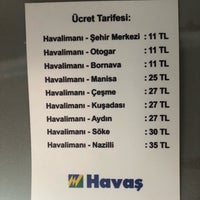 Ücret Tarifesi:
Havalimanı - Şehir Merkezi : 11 TL
Havalimanı - Otogar : 11 TL
Havalimanı - Bornava : 11 TL
Havalimanı - Manisa : 25 TL
Havalimanı - Çeşme : 27 TL
Havalimanı - Kuşadası : 27 TL
Havalimanı - Aydın : 27 TL
Havalimanı - Söke : 30 TL
Havalimanı - Nazilli : 35 TL
Havaş